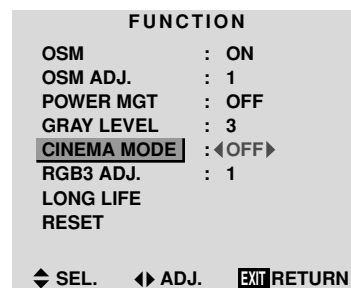 FUNCTION
OSM : ON
OSM ADJ. : 1
POWER MGT : OFF
GRAY LEVEL : 3
CINEMA MODE : OFF
RGB3 ADJ. : 1
LONG LIFE
RESET
SEL. ADJ. EXIT RETURN